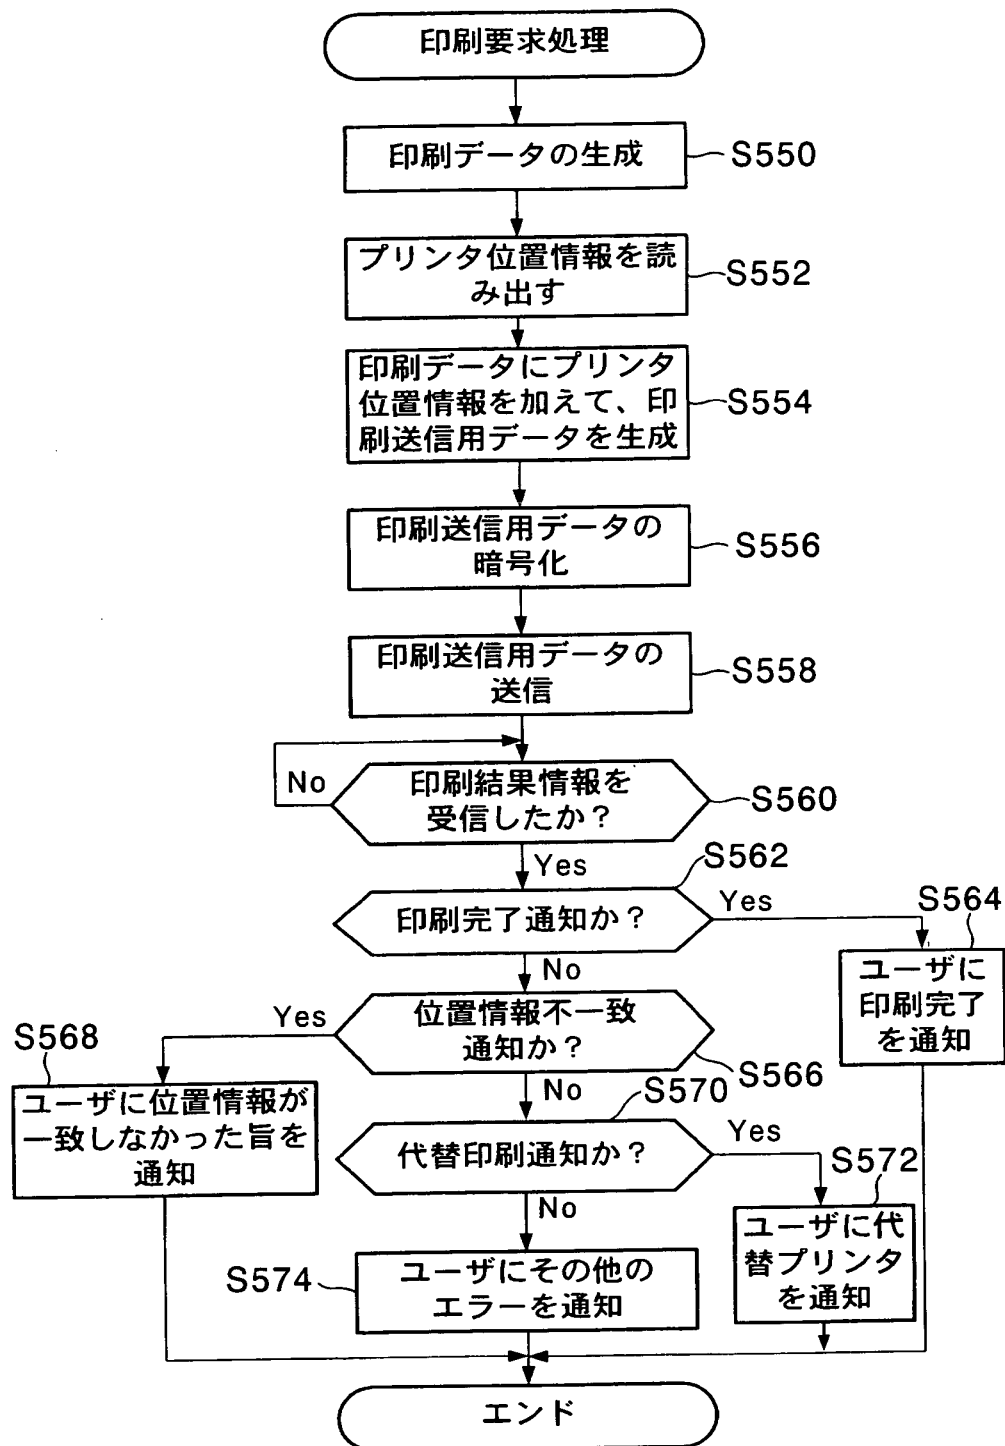 印刷要求処理
印刷データの生成
S550
プリンタ位置情報を読
み出す
S552
印刷データにプリンタ
位置情報を加えて、印
刷送信用データを生成
S554
印刷送信用データの
暗号化
S556
印刷送信用データの
送信
S558
No
印刷結果情報を
受信したか？
S560
Yes
S562
印刷完了通知か？
Yes
S564
ユーザに
印刷完了
を通知
No
位置情報不一致
通知か？
S566
Yes
S568
ユーザに位置情報が
一致しなかった旨を
通知
No
S570
代替印刷通知か？
Yes
S572
ユーザに代
替プリンタ
を通知
No
S574
ユーザにその他の
エラーを通知
エンド